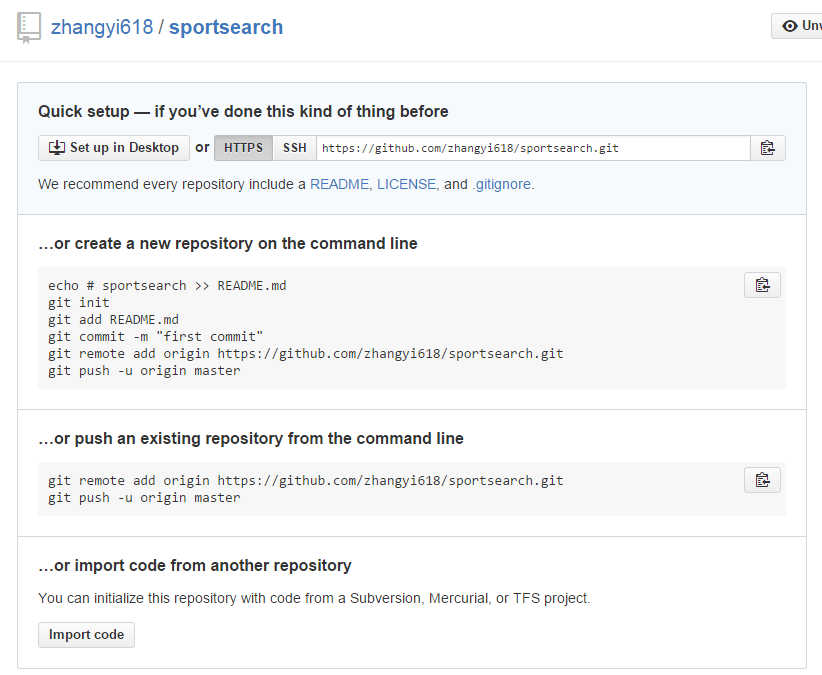 zhangyi618 / sportsearch
Quick setup — if you've done this kind of thing before
Set up in Desktop or HTTPS SSH https://github.com/zhangyi618/sportsearch.git
We recommend every repository include a README, LICENSE, and .gitignore.
…or create a new repository on the command line
echo # sportsearch >> README.md
git init
git add README.md
git commit -m "first commit"
git remote add origin https://github.com/zhangyi618/sportsearch.git
git push -u origin master
…or push an existing repository from the command line
git remote add origin https://github.com/zhangyi618/sportsearch.git
git push -u origin master
…or import code from another repository
You can initialize this repository with code from a Subversion, Mercurial, or TFS project.
Import code